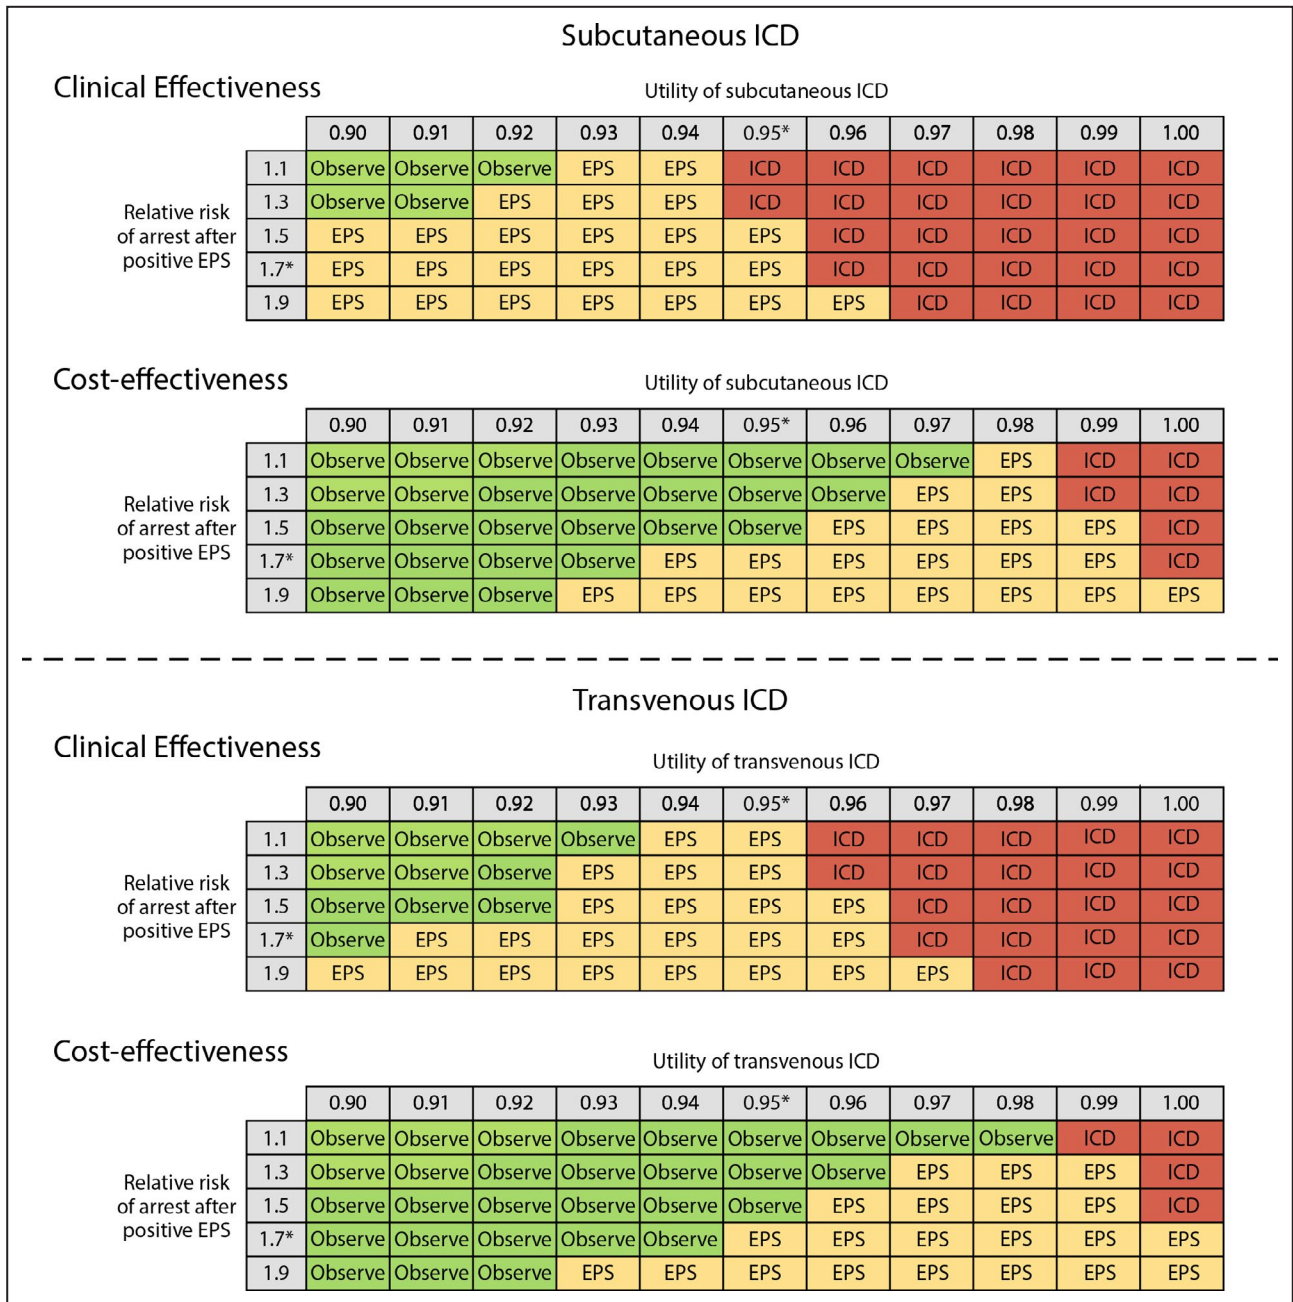 Subcutaneous ICD
Clinical Effectiveness
Utility of subcutaneous ICD
0.90 0.91 0.92 0.93 0.94 0.95* 0.96 0.97 0.98 0.99 1.00
Relative risk
of arrest after
positive EPS
1.1 Observe Observe Observe EPS EPS ICD ICD ICD ICD ICD ICD
1.3 Observe Observe EPS EPS EPS ICD ICD ICD ICD ICD ICD
1.5 EPS EPS EPS EPS EPS EPS ICD ICD ICD ICD ICD
1.7* EPS EPS EPS EPS EPS EPS ICD ICD ICD ICD ICD
1.9 EPS EPS EPS EPS EPS EPS EPS ICD ICD ICD ICD
Cost-effectiveness
Utility of subcutaneous ICD
0.90 0.91 0.92 0.93 0.94 0.95* 0.96 0.97 0.98 0.99 1.00
Relative risk
of arrest after
positive EPS
1.1 Observe Observe Observe Observe Observe Observe Observe Observe EPS ICD ICD
1.3 Observe Observe Observe Observe Observe Observe Observe EPS EPS ICD ICD
1.5 Observe Observe Observe Observe Observe Observe EPS EPS EPS EPS ICD
1.7* Observe Observe Observe Observe EPS EPS EPS EPS EPS EPS ICD
1.9 Observe Observe Observe EPS EPS EPS EPS EPS EPS EPS EPS
Transvenous ICD
Clinical Effectiveness
Utility of transvenous ICD
0.90 0.91 0.92 0.93 0.94 0.95* 0.96 0.97 0.98 0.99 1.00
Relative risk
of arrest after
positive EPS
1.1 Observe Observe Observe Observe EPS EPS ICD ICD ICD ICD ICD
1.3 Observe Observe Observe EPS EPS EPS ICD ICD ICD ICD ICD
1.5 Observe Observe Observe EPS EPS EPS EPS ICD ICD ICD ICD
1.7* Observe EPS EPS EPS EPS EPS EPS ICD ICD ICD ICD
1.9 EPS EPS EPS EPS EPS EPS EPS EPS ICD ICD ICD
Cost-effectiveness
Utility of transvenous ICD
0.90 0.91 0.92 0.93 0.94 0.95* 0.96 0.97 0.98 0.99 1.00
Relative risk
of arrest after
positive EPS
1.1 Observe Observe Observe Observe Observe Observe Observe Observe Observe ICD ICD
1.3 Observe Observe Observe Observe Observe Observe Observe EPS EPS EPS ICD
1.5 Observe Observe Observe Observe Observe Observe EPS EPS EPS EPS ICD
1.7* Observe Observe Observe Observe Observe EPS EPS EPS EPS EPS EPS
1.9 Observe Observe Observe EPS EPS EPS EPS EPS EPS EPS EPS